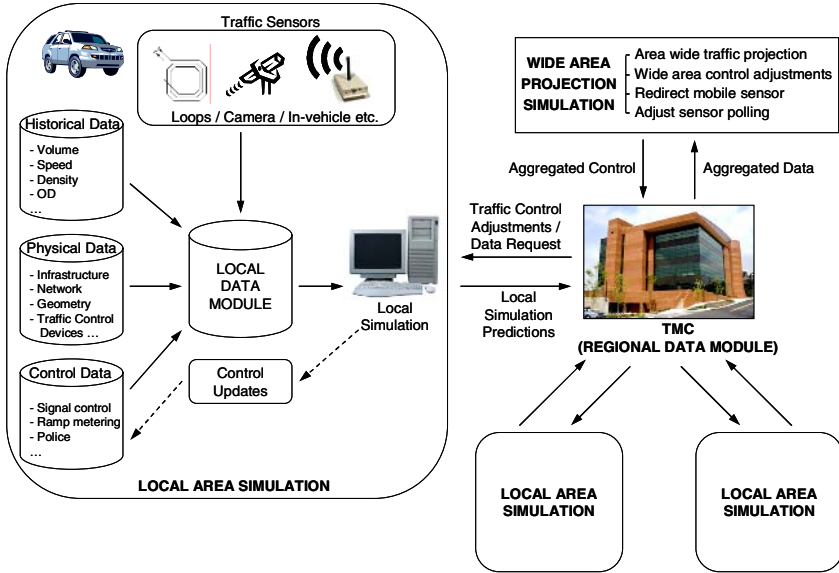 Traffic Sensors
Loops / Camera / In-vehicle etc.
Historical Data
- Volume
- Speed
- Density
- OD
...
Physical Data
- Infrastructure
- Network
- Geometry
- Traffic Control
Devices ...
Control Data
- Signal control
- Ramp metering
- Police
...
LOCAL
DATA
MODULE
Local
Simulation
Control
Updates
LOCAL AREA SIMULATION
WIDE AREA
PROJECTION
SIMULATION
Area wide traffic projection
Wide area control adjustments
Redirect mobile sensor
Adjust sensor polling
Aggregated Control
Aggregated Data
Traffic Control
Adjustments /
Data Request
Local
Simulation
Predictions
TMC
(REGIONAL DATA MODULE)
LOCAL AREA
SIMULATION
LOCAL AREA
SIMULATION